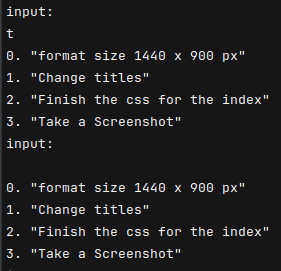 input:
t
0. "format size 1440 x 900 px"
1. "Change titles"
2. "Finish the css for the index"
3. "Take a Screenshot"
input:
0. "format size 1440 x 900 px"
1. "Change titles"
2. "Finish the css for the index"
3. "Take a Screenshot"